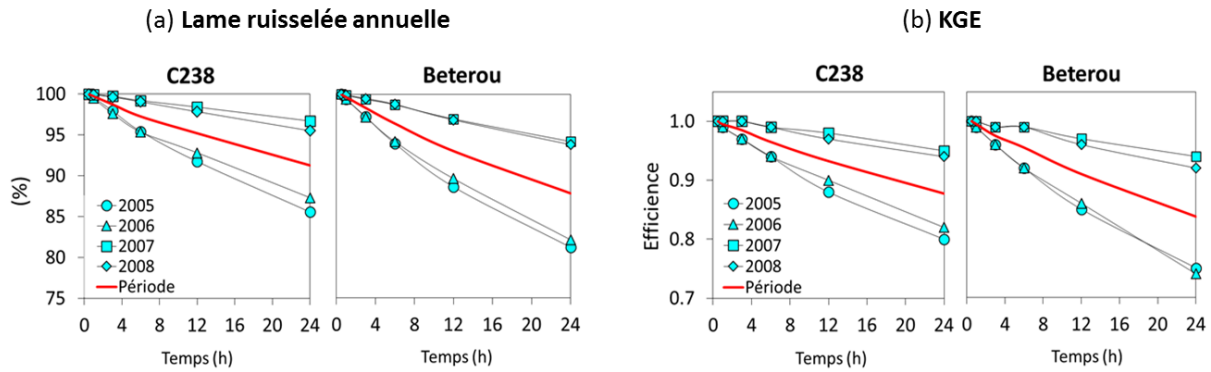 (a) Lame ruisselée annuelle
C238
Beterou
(%)
100
95
90
85
80
75
2005
2006
2007
2008
Période
0 4 8 12 16 20 24
0 4 8 12 16 20 24
Temps (h)
Temps (h)
(b) KGE
C238
Beterou
Efficience
1.0
0.9
0.8
0.7
2005
2006
2007
2008
Période
0 4 8 12 16 20 24
0 4 8 12 16 20 24
Temps (h)
Temps (h)